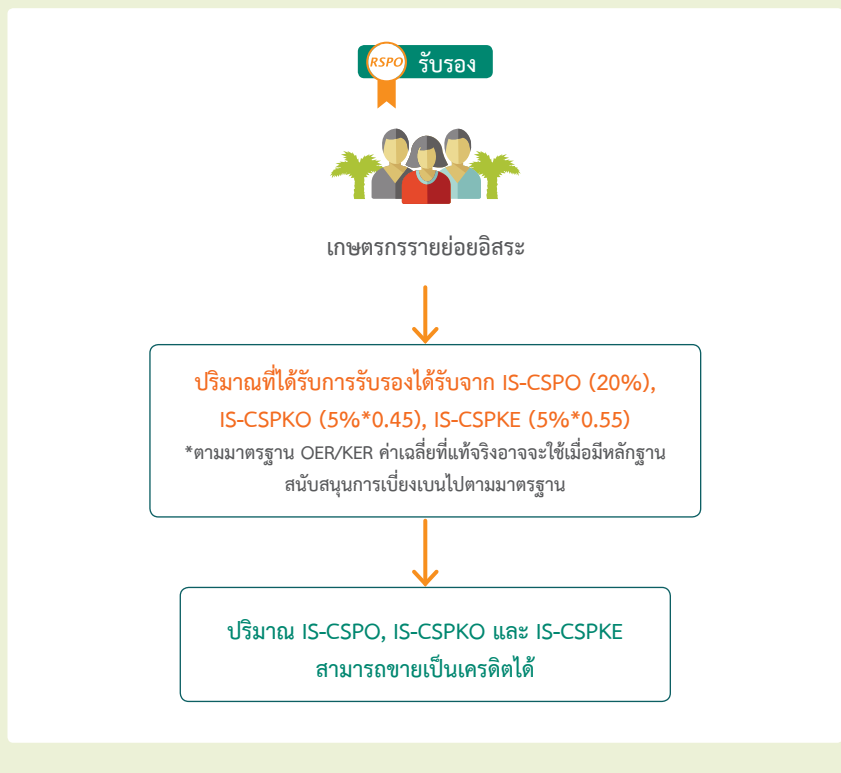 RSPO รับรอง
เกษตรกรรายย่อยอิสระ
ปริมาณที่ได้รับการรับรองได้รับจาก IS-CSPO (20%),
IS-CSPKO (5%*0.45), IS-CSPKE (5%*0.55)
*ตามมาตรฐาน OER/KER ค่าเฉลี่ยที่แท้จริงอาจจะใช้เมื่อมีหลักฐาน
สนับสนุนการเบี่ยงเบนไปตามมาตรฐาน
ปริมาณ IS-CSPO, IS-CSPKO และ IS-CSPKE
สามารถขายเป็นเครดิตได้